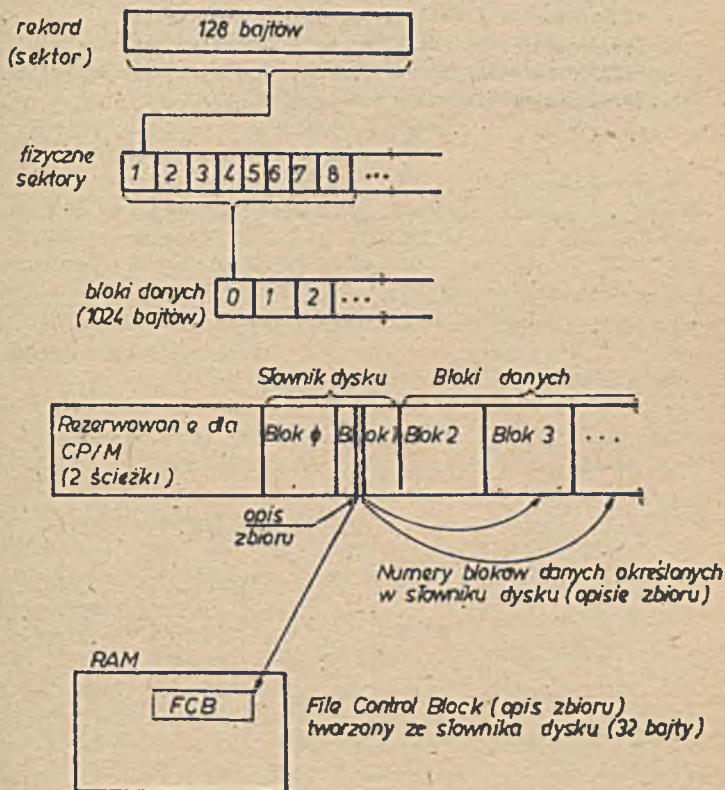 rekord
(sektor)
128 bajtów
fizyczne
sektory
1 2 3 4 5 6 7 8 ...
bloki danych
(1024 bajtów)
0 1 2 ...
Słownik dysku
Bloki danych
Rezerwowane dla
CP/M
(2 ścieżki)
Blok ϕ
Blok 1
Blok 2
Blok 3
...
opis
zbioru
Numery bloków danych określonych
w słowniku dysku (opisie zbioru)
RAM
FCB
File Control Block (opis zbioru)
tworzony ze słownika dysku (32 bajty)